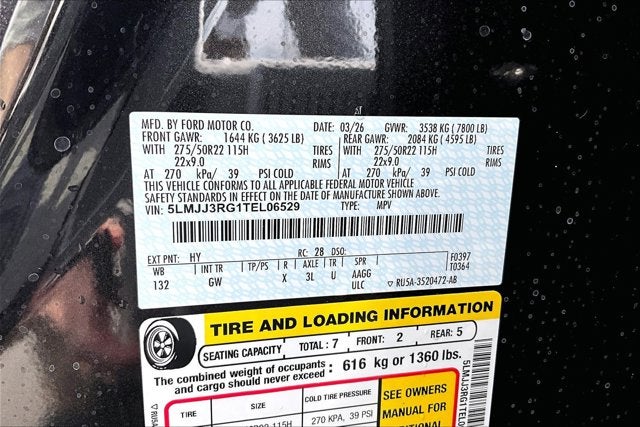 MFD. BY FORD MOTOR CO. DATE: 03/26 GVWR: 3538 KG (7800 LB)
FRONT GAWR: 1644 KG (3625 LB) REAR GAWR: 2084 KG (4595 LB)
WITH 275/50R22 115H TIRES WITH 275/50R22 115H TIRES
22x9.0 RIMS 22x9.0 RIMS
AT 270 kPa/ 39 PSI COLD AT 270 kPa/ 39 PSI COLD
THIS VEHICLE CONFORMS TO ALL APPLICABLE FEDERAL MOTOR VEHICLE
SAFETY STANDARDS IN EFFECT ON THE DATE OF MANUFACTURE SHOWN ABOVE.
VIN: 5LMJJ3RG1TEL06529 TYPE: MPV
EXT PNT: HY RC: 28 DSO: F0397
WB INT TR TP/PS R AXLE TR SPR T0364
132 GW X 3L U AAGG
ULC ▽ RU5A-3520472-AB
TIRE AND LOADING INFORMATION
SEATING CAPACITY TOTAL: 7 FRONT: 2 REAR: 5
The combined weight of occupants
and cargo should never exceed: 616 kg or 1360 lbs.
TIRE SIZE COLD TIRE PRESSURE SEE OWNERS
MANUAL FOR
270 KPA, 39 PSI ADDITIONAL